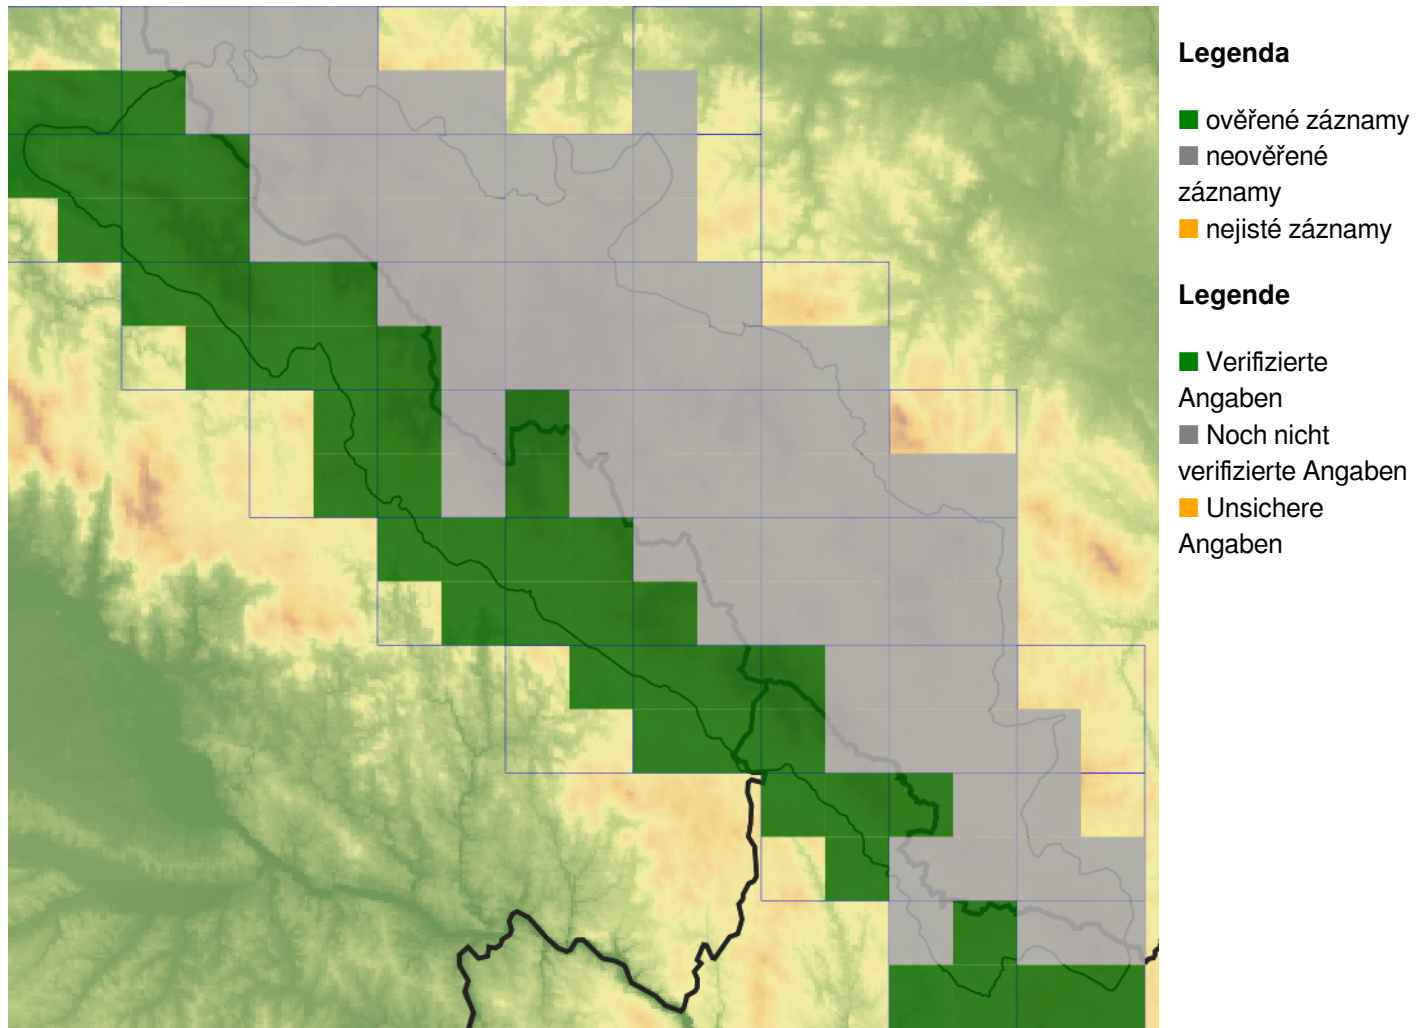 Legenda
ověřené záznamy
neověřené
záznamy
nejisté záznamy
Legende
Verifizierte
Angaben
Noch nicht
verifizierte Angaben
Unsichere
Angaben